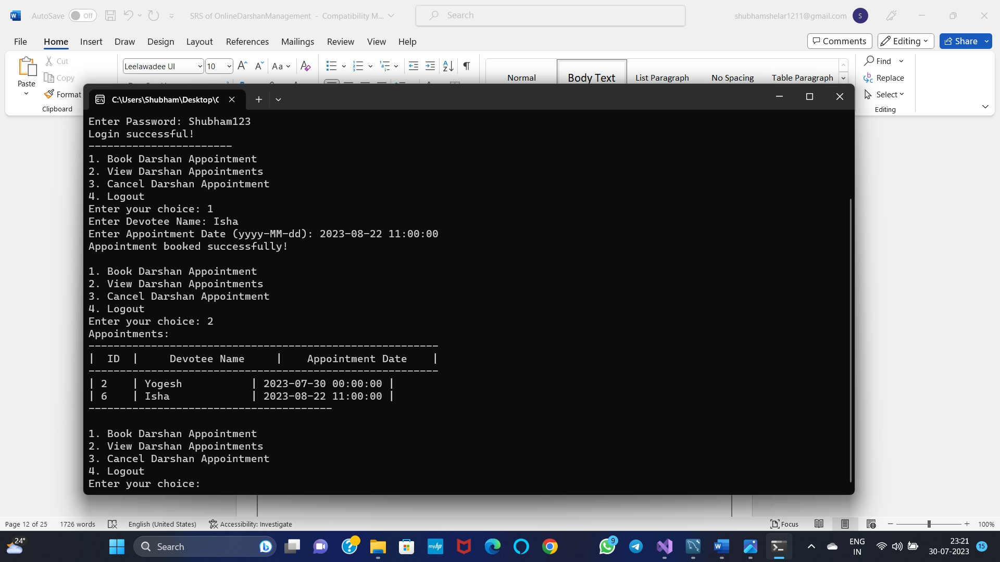 AutoSave Off SRS of OnlineDarshanManagement - Compatibility M... Search shubhamshelar1211@gmail.com S
File Home Insert Draw Design Layout References Mailings Review View Help Comments Editing Share
Paste Cut Copy Format Clipboard
Leelawadee UI 10 Aa
Normal Body Text List Paragraph No Spacing Table Paragraph
Find Replace Select Editing
C:\Users\Shubham\Desktop\C
Enter Password: Shubham123
Login successful!
-----------------------
1. Book Darshan Appointment
2. View Darshan Appointments
3. Cancel Darshan Appointment
4. Logout
Enter your choice: 1
Enter Devotee Name: Isha
Enter Appointment Date (yyyy-MM-dd): 2023-08-22 11:00:00
Appointment booked successfully!
1. Book Darshan Appointment
2. View Darshan Appointments
3. Cancel Darshan Appointment
4. Logout
Enter your choice: 2
Appointments:
--------------------------------------------------------
|  ID  |     Devotee Name     |    Appointment Date    |
--------------------------------------------------------
| 2    | Yogesh           | 2023-07-30 00:00:00 |
| 6    | Isha             | 2023-08-22 11:00:00 |
---------------------------------------
1. Book Darshan Appointment
2. View Darshan Appointments
3. Cancel Darshan Appointment
4. Logout
Enter your choice:
Page 12 of 25 1726 words English (United States) Accessibility: Investigate Focus 100%
24° Search myhp 9 ENG IN 23:21 30-07-2023 15